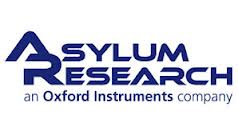 ASYLUM
RESEARCH
an Oxford Instruments company